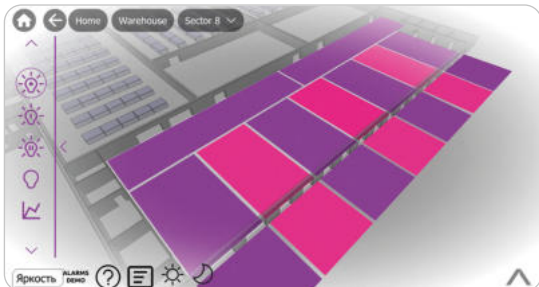 Home Warehouse Sector 8
Яркость ALARMS
DEMO